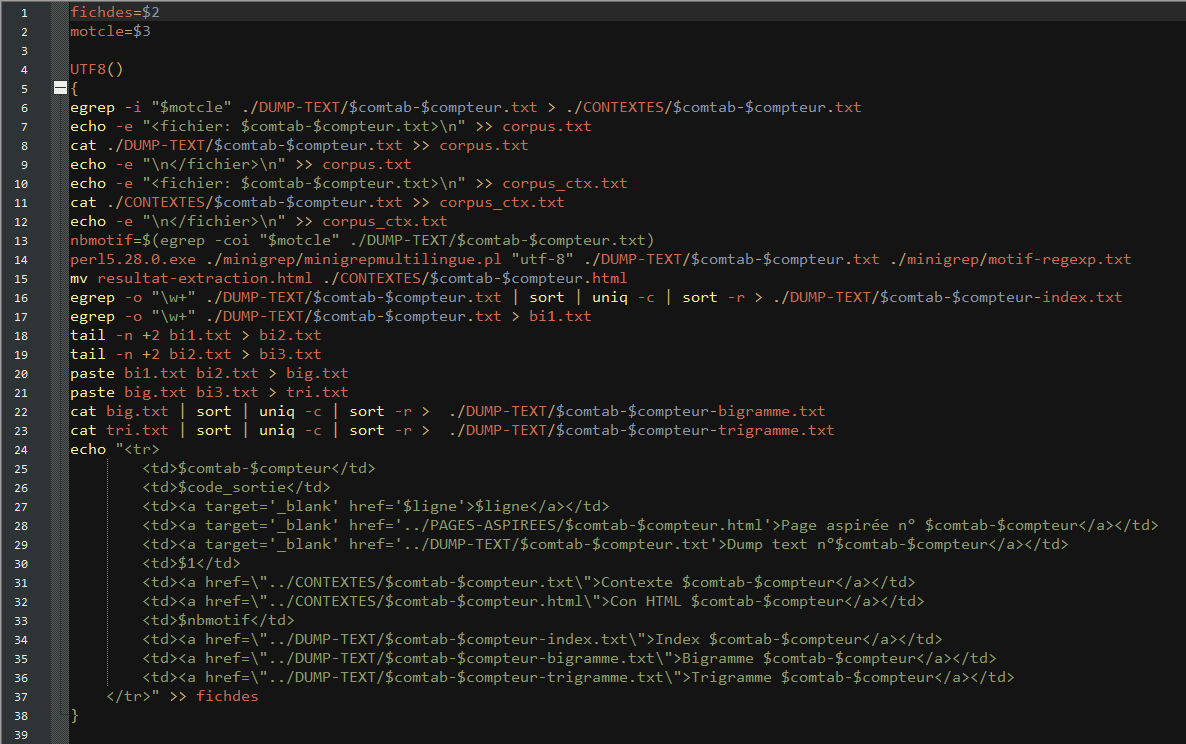 1 fichdes=$2
2 motcle=$3
3
4 UTF8()
5 {
6 egrep -i "$motcle" ./DUMP-TEXT/$comtab-$compteur.txt > ./CONTEXTES/$comtab-$compteur.txt
7 echo -e "<fichier: $comtab-$compteur.txt>\n" >> corpus.txt
8 cat ./DUMP-TEXT/$comtab-$compteur.txt >> corpus.txt
9 echo -e "\n</fichier>\n" >> corpus.txt
10 echo -e "<fichier: $comtab-$compteur.txt>\n" >> corpus_ctx.txt
11 cat ./CONTEXTES/$comtab-$compteur.txt >> corpus_ctx.txt
12 echo -e "\n</fichier>\n" >> corpus_ctx.txt
13 nbmotif=$(egrep -coi "$motcle" ./DUMP-TEXT/$comtab-$compteur.txt)
14 perl5.28.0.exe ./minigrep/minigrepmultilingue.pl "utf-8" ./DUMP-TEXT/$comtab-$compteur.txt ./minigrep/motif-regexp.txt
15 mv resultat-extraction.html ./CONTEXTES/$comtab-$compteur.html
16 egrep -o "\w+" ./DUMP-TEXT/$comtab-$compteur.txt | sort | uniq -c | sort -r > ./DUMP-TEXT/$comtab-$compteur-index.txt
17 egrep -o "\w+" ./DUMP-TEXT/$comtab-$compteur.txt > bi1.txt
18 tail -n +2 bi1.txt > bi2.txt
19 tail -n +2 bi2.txt > bi3.txt
20 paste bi1.txt bi2.txt > big.txt
21 paste big.txt bi3.txt > tri.txt
22 cat big.txt | sort | uniq -c | sort -r >  ./DUMP-TEXT/$comtab-$compteur-bigramme.txt
23 cat tri.txt | sort | uniq -c | sort -r >  ./DUMP-TEXT/$comtab-$compteur-trigramme.txt
24 echo "<tr>
25         <td>$comtab-$compteur</td>
26         <td>$code_sortie</td>
27         <td><a target='_blank' href='$ligne'>$ligne</a></td>
28         <td><a target='_blank' href='../PAGES-ASPIREES/$comtab-$compteur.html'>Page aspirée n° $comtab-$compteur</a></td>
29         <td><a target='_blank' href='../DUMP-TEXT/$comtab-$compteur.txt'>Dump text n°$comtab-$compteur</a></td>
30         <td>$1</td>
31         <td><a href=\"../CONTEXTES/$comtab-$compteur.txt\">Contexte $comtab-$compteur</a></td>
32         <td><a href=\"../CONTEXTES/$comtab-$compteur.html\">Con HTML $comtab-$compteur</a></td>
33         <td>$nbmotif</td>
34         <td><a href=\"../DUMP-TEXT/$comtab-$compteur-index.txt\">Index $comtab-$compteur</a></td>
35         <td><a href=\"../DUMP-TEXT/$comtab-$compteur-bigramme.txt\">Bigramme $comtab-$compteur</a></td>
36         <td><a href=\"../DUMP-TEXT/$comtab-$compteur-trigramme.txt\">Trigramme $comtab-$compteur</a></td>
37     </tr>" >> fichdes
38 }
39